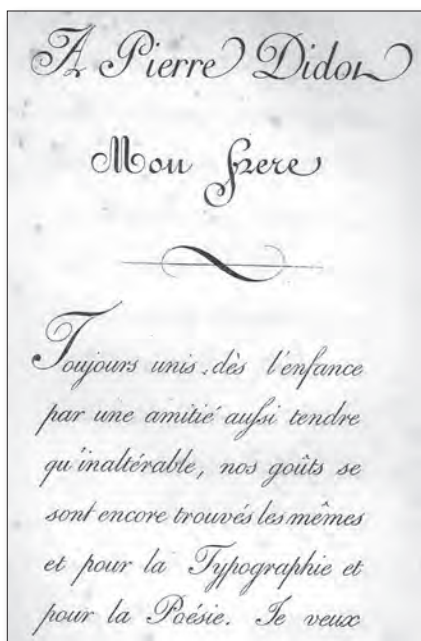 A Pierre Didot
Mon frere
Toujours unis, dès l'enfance
par une amitié aussi tendre
qu'inaltérable, nos goûts se
sont encore trouvés les mêmes
et pour la Typographie et
pour la Poésie. Je veux